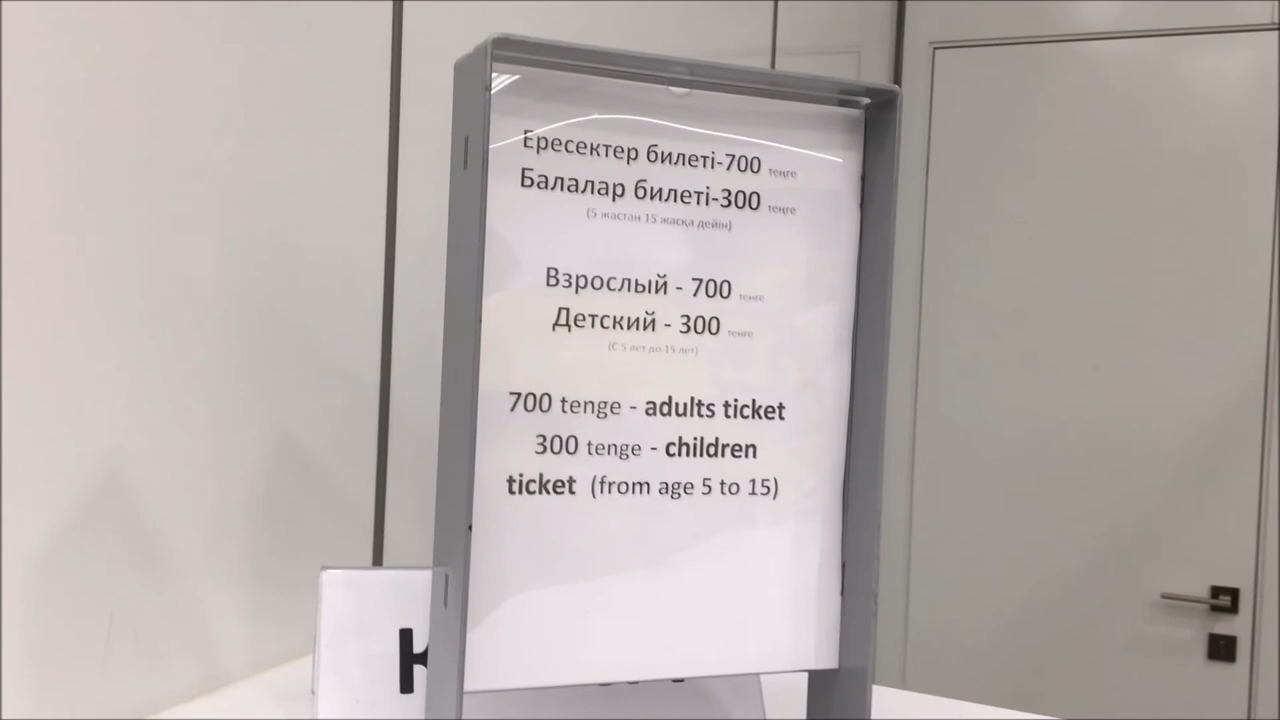 Ересектер билеті-700 теңге
Балалар билеті-300 теңге
(5 жастан 15 жасқа дейін)
Взрослый - 700 тенге
Детский - 300 тенге
(С 5 лет до 15 лет)
700 tenge - adults ticket
300 tenge - children
ticket (from age 5 to 15)